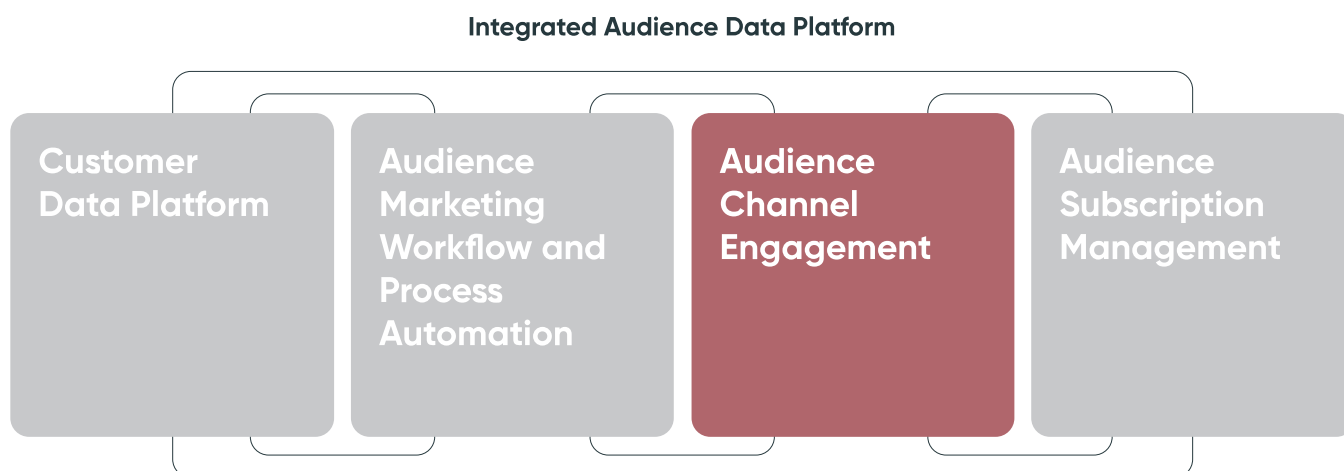 Integrated Audience Data Platform
Customer
Data Platform
Audience
Marketing
Workflow and
Process
Automation
Audience
Channel
Engagement
Audience
Subscription
Management